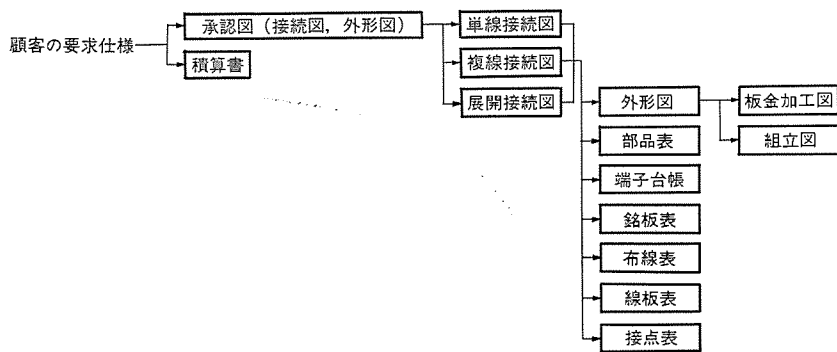 顧客の要求仕様
承認図（接続図，外形図）
積算書
単線接続図
複線接続図
展開接続図
外形図
部品表
端子台帳
銘板表
布線表
線板表
接点表
板金加工図
組立図